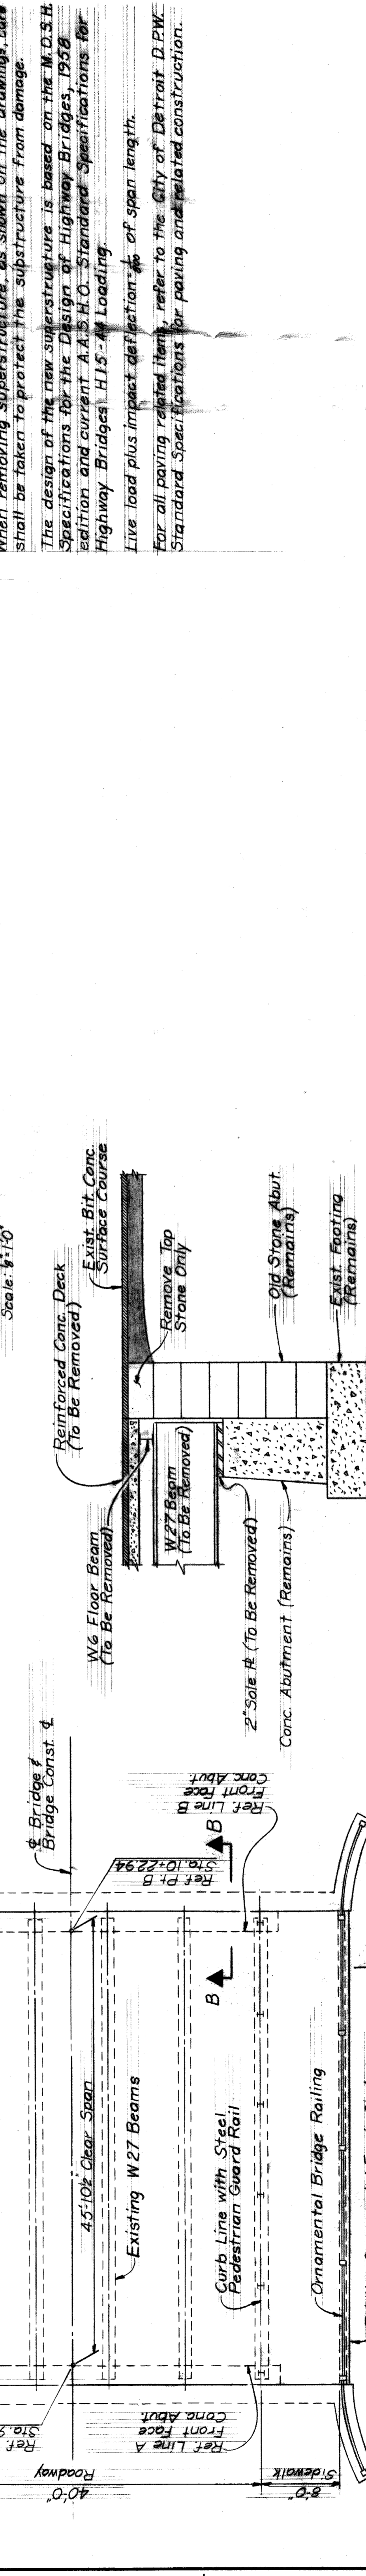 When removing superstructure, as shown on the drawings, care
shall be taken to protect the substructure from damage.
The design of the new superstructure is based on the M.D.S.H.
Specifications for the Design of Highway Bridges, 1958
edition and current A.A.S.H.O. Standard Specifications for
Highway Bridges H15-44 Loading.
Live load plus impact deflection of span length.
For all paving related items, refer to the City of Detroit D.P.W.
Standard Specifications for paving and related construction.
Scale: 1'-0"
Reinforced Conc. Deck
(To Be Removed)
Exist. Bit. Conc.
Surface Course
Remove Top
Stone Only
Old Stone Abut.
(Remains)
Exist. Footing
(Remains)
W6 Floor Beam
(To Be Removed)
W27 Beam
(To Be Removed)
2" Sole ℄ (To Be Removed)
Conc. Abutment (Remains)
℄ Bridge &
Bridge Const. ℄
Ref. Pt. B
Sta. 10+22.94
Ref. Line B
Front Face
Conc. Abut.
B
B
45'-10½" Clear Span
Existing W27 Beams
Curb Line with Steel
Pedestrian Guard Rail
Ornamental Bridge Railing
Ref.
Sta. 9
Ref. Line A
Front Face
Conc. Abut.
40'-0"
Roadway
8'-0"
Sidewalk